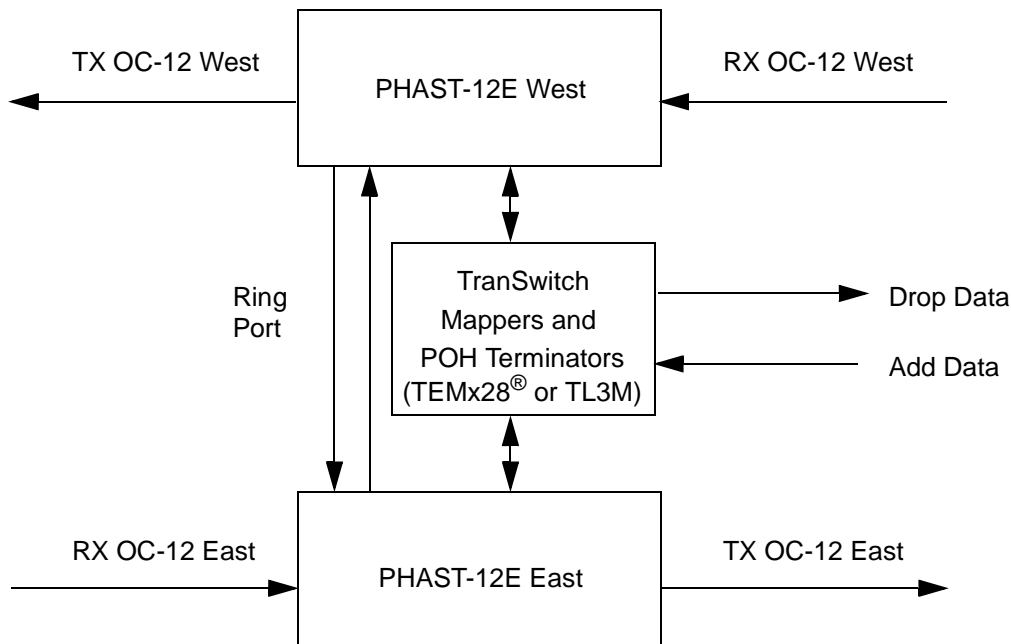 TX OC-12 West
PHAST-12E West
RX OC-12 West
Ring
Port
TranSwitch
Mappers and
POH Terminators
(TEMx28® or TL3M)
Drop Data
Add Data
RX OC-12 East
PHAST-12E East
TX OC-12 East